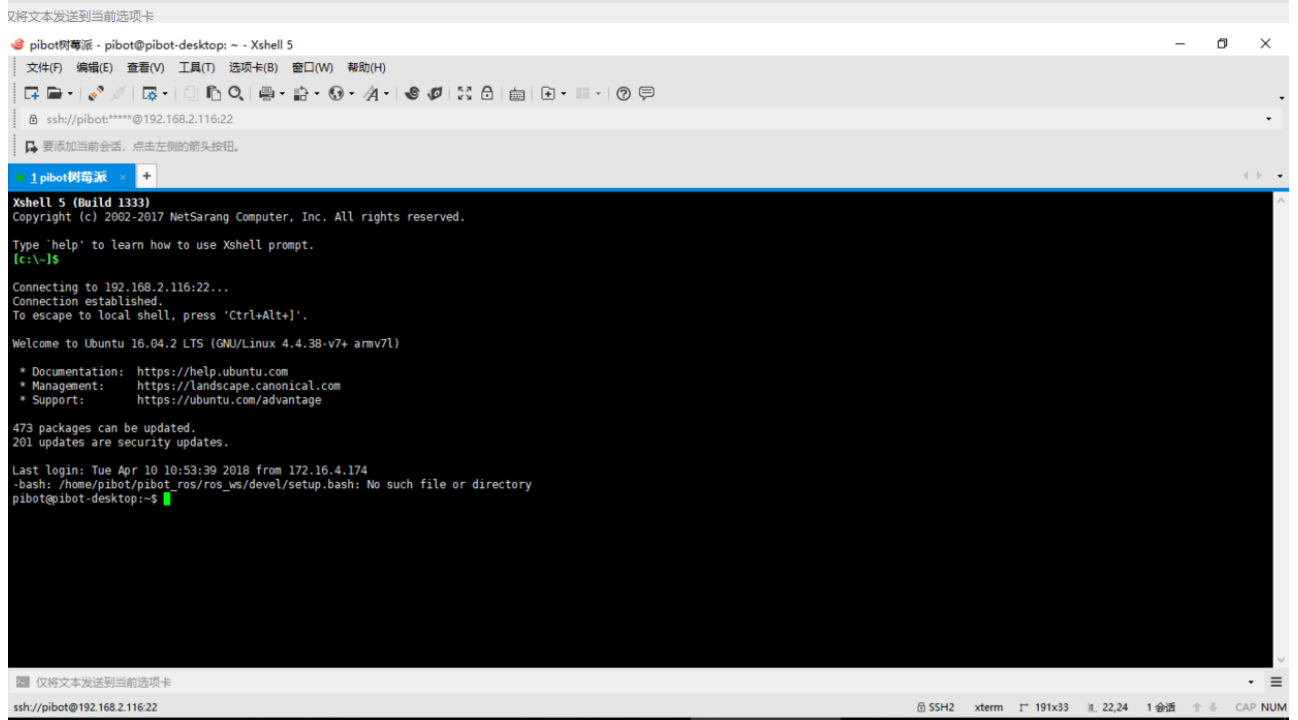 仅将文本发送到当前选项卡
pibot树莓派 - pibot@pibot-desktop: ~ - Xshell 5
文件(F) 编辑(E) 查看(V) 工具(T) 选项卡(B) 窗口(W) 帮助(H)
ssh://pibot:*****@192.168.2.116:22
要添加当前会话，点击左侧的箭头按钮。
1 pibot树莓派 × +
Xshell 5 (Build 1333)
Copyright (c) 2002-2017 NetSarang Computer, Inc. All rights reserved.
Type `help' to learn how to use Xshell prompt.
[c:\~]$
Connecting to 192.168.2.116:22...
Connection established.
To escape to local shell, press 'Ctrl+Alt+]'.
Welcome to Ubuntu 16.04.2 LTS (GNU/Linux 4.4.38-v7+ armv7l)
* Documentation: https://help.ubuntu.com
* Management: https://landscape.canonical.com
* Support: https://ubuntu.com/advantage
473 packages can be updated.
201 updates are security updates.
Last login: Tue Apr 10 10:53:39 2018 from 172.16.4.174
-bash: /home/pibot/pibot_ros/ros_ws/devel/setup.bash: No such file or directory
pibot@pibot-desktop:~$
仅将文本发送到当前选项卡
ssh://pibot@192.168.2.116:22 SSH2 xterm 191x33 22,24 1 会话 CAP NUM